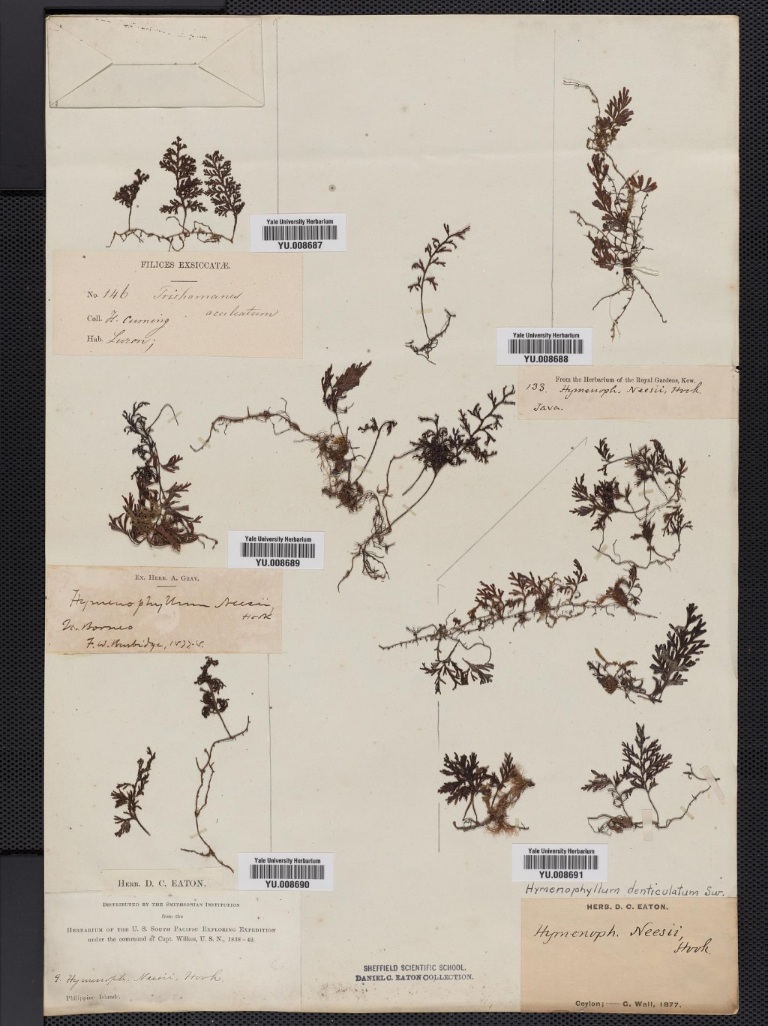 Yale University Herbarium
YU.008687
FILICES EXSICCATÆ.
No 146 Trichomanes
aculeatum
Coll. H. Cuming
Hab. Luzon;
Yale University Herbarium
YU.008688
From the Herbarium of the Royal Gardens, Kew.
133 Hymenoph. Neesii, Hook
Java.
Yale University Herbarium
YU.008689
Ex. Herb. A. Gray.
Hymenophyllum Neesii
Hook
N. Borneo
F. W. Burbidge, 1877-8.
Yale University Herbarium
YU.008690
HERB. D. C. EATON.
DISTRIBUTED BY THE SMITHSONIAN INSTITUTION
from the
HERBARIUM OF THE U. S. SOUTH PACIFIC EXPLORING EXPEDITION
under the command of Capt. Wilkes, U. S. N., 1838-42.
9. Hymenoph. Neesii, Hook
Philippine Islands.
SHEFFIELD SCIENTIFIC SCHOOL,
DANIEL C. EATON COLLECTION.
Yale University Herbarium
YU.008691
Hymenophyllum denticulatum Sw.
HERB. D. C. EATON.
Hymenoph. Neesii,
Hook
Ceylon;—C. Wall, 1877.